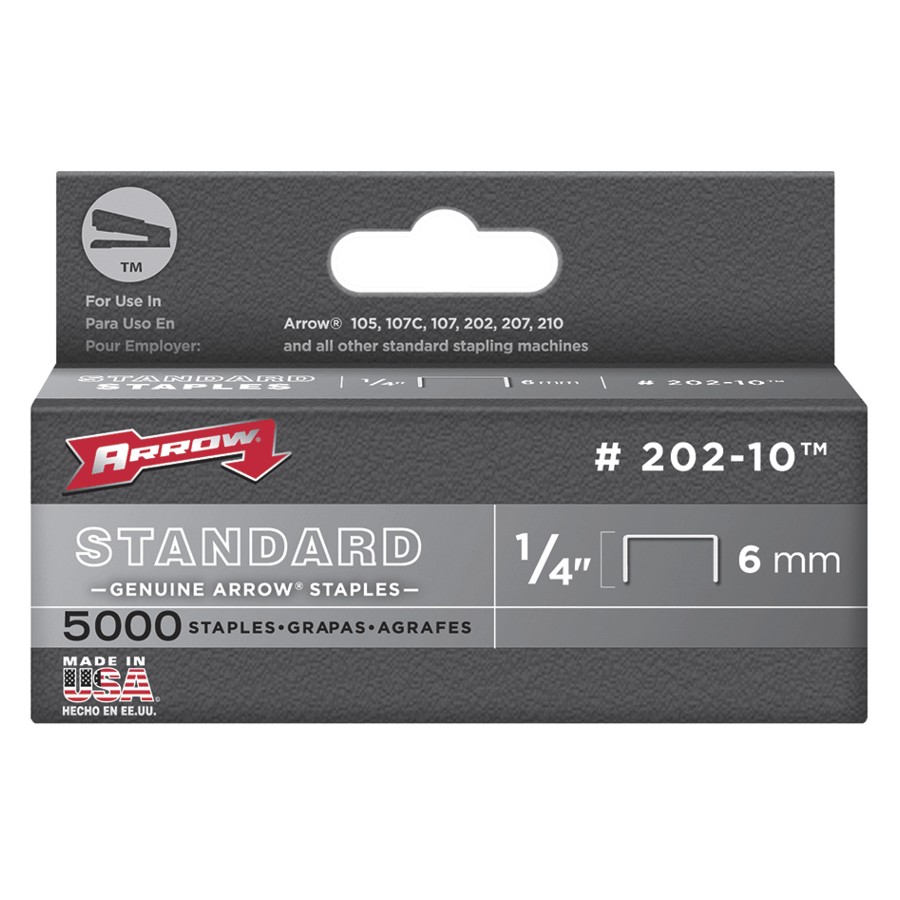 TM
For Use In
Para Uso En
Pour Employer:
Arrow® 105, 107C, 107, 202, 207, 210
and all other standard stapling machines
STANDARD
STAPLES
1/4" 6 mm # 202-10™
ARROW®
# 202-10™
STANDARD
—GENUINE ARROW® STAPLES—
1/4" 6 mm
5000 STAPLES•GRAPAS•AGRAFES
MADE IN
USA®
HECHO EN EE.UU.